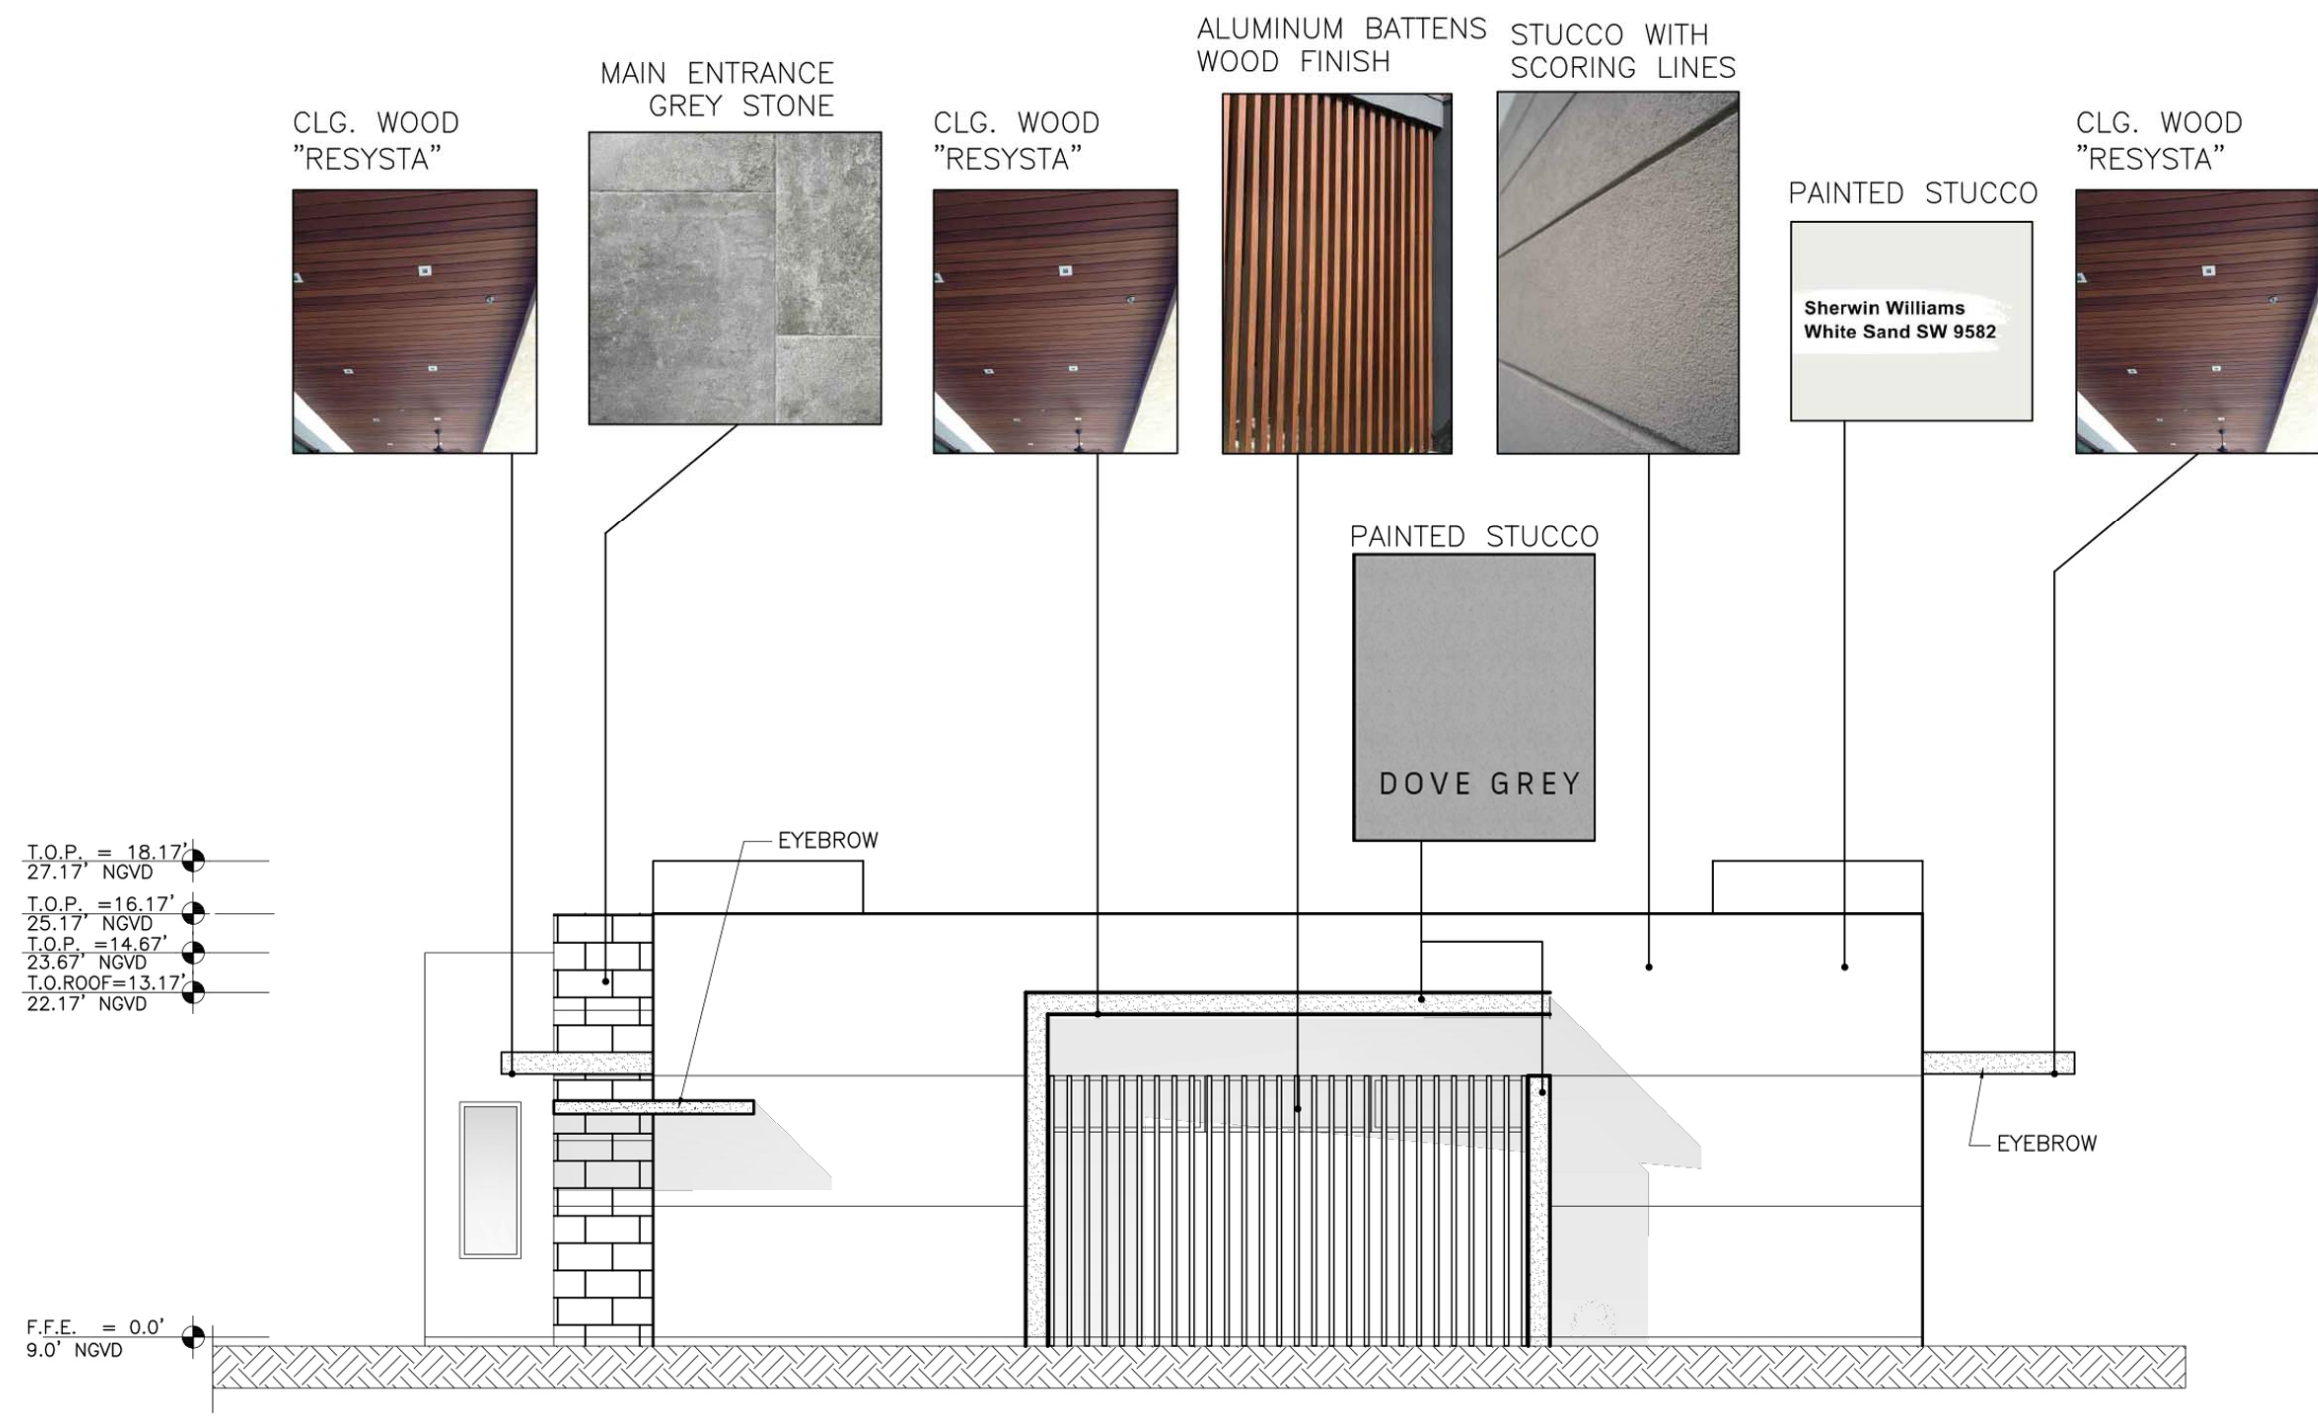 ALUMINUM BATTENS
WOOD FINISH
STUCCO WITH
SCORING LINES
MAIN ENTRANCE
GREY STONE
CLG. WOOD
"RESYSTA"
CLG. WOOD
"RESYSTA"
CLG. WOOD
"RESYSTA"
PAINTED STUCCO
Sherwin Williams
White Sand SW 9582
PAINTED STUCCO
DOVE GREY
EYEBROW
T.O.P. = 18.17'
27.17' NGVD
T.O.P. =16.17'
25.17' NGVD
T.O.P. =14.67'
23.67' NGVD
T.O.ROOF=13.17'
22.17' NGVD
EYEBROW
F.F.E. = 0.0'
9.0' NGVD